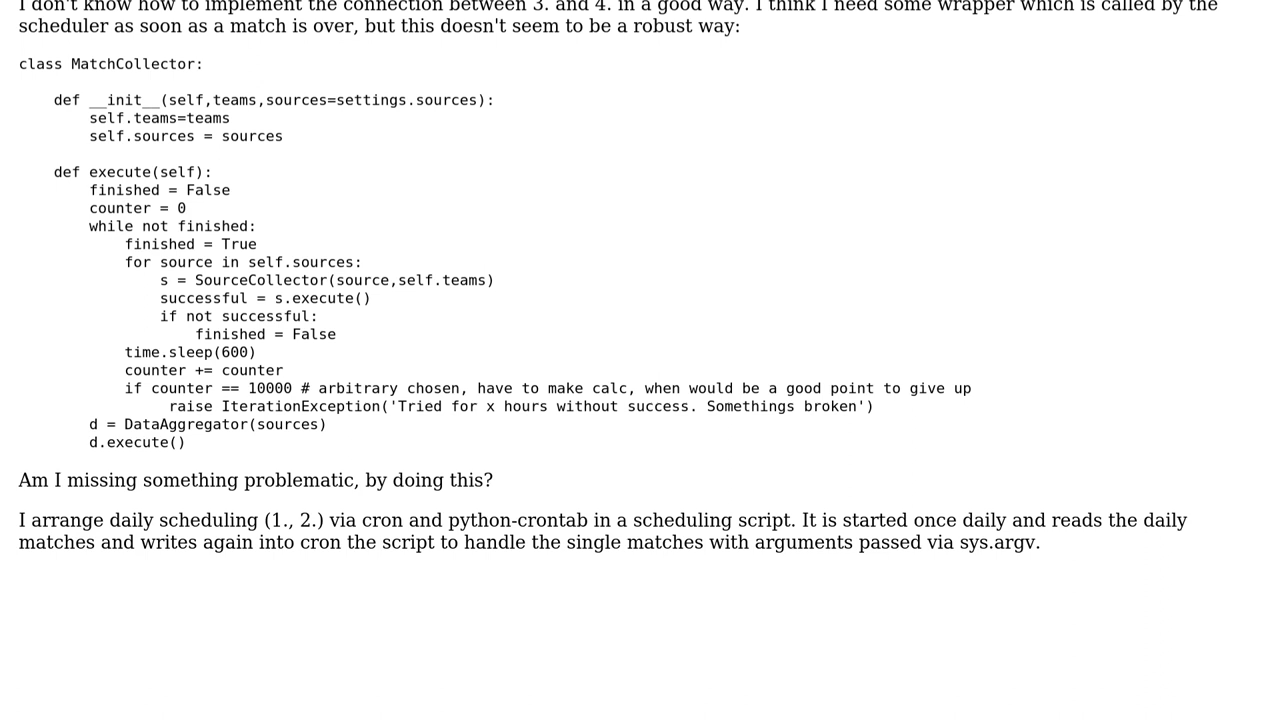 I don't know how to implement the connection between 3. and 4. in a good way. I think I need some wrapper which is called by the
scheduler as soon as a match is over, but this doesn't seem to be a robust way:
class MatchCollector:
    def __init__(self,teams,sources=settings.sources):
        self.teams=teams
        self.sources = sources
    def execute(self):
        finished = False
        counter = 0
        while not finished:
            finished = True
            for source in self.sources:
                s = SourceCollector(source,self.teams)
                successful = s.execute()
                if not successful:
                    finished = False
            time.sleep(600)
            counter += counter
            if counter == 10000 # arbitrary chosen, have to make calc, when would be a good point to give up
                 raise IterationException('Tried for x hours without success. Somethings broken')
        d = DataAggregator(sources)
        d.execute()
Am I missing something problematic, by doing this?
I arrange daily scheduling (1., 2.) via cron and python-crontab in a scheduling script. It is started once daily and reads the daily
matches and writes again into cron the script to handle the single matches with arguments passed via sys.argv.